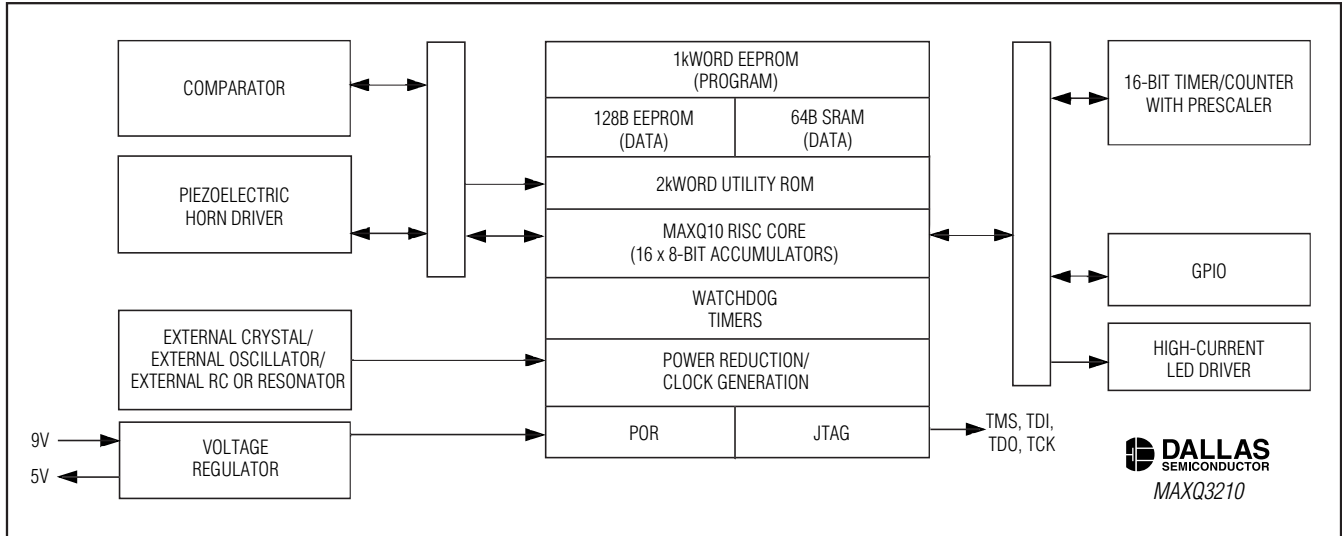 COMPARATOR
PIEZOELECTRIC
HORN DRIVER
EXTERNAL CRYSTAL/
EXTERNAL OSCILLATOR/
EXTERNAL RC OR RESONATOR
9V
5V
VOLTAGE
REGULATOR
1kWORD EEPROM
(PROGRAM)
128B EEPROM
(DATA)
64B SRAM
(DATA)
2kWORD UTILITY ROM
MAXQ10 RISC CORE
(16 x 8-BIT ACCUMULATORS)
WATCHDOG
TIMERS
POWER REDUCTION/
CLOCK GENERATION
POR
JTAG
TMS, TDI,
TDO, TCK
16-BIT TIMER/COUNTER
WITH PRESCALER
GPIO
HIGH-CURRENT
LED DRIVER
DALLAS
SEMICONDUCTOR
MAXQ3210